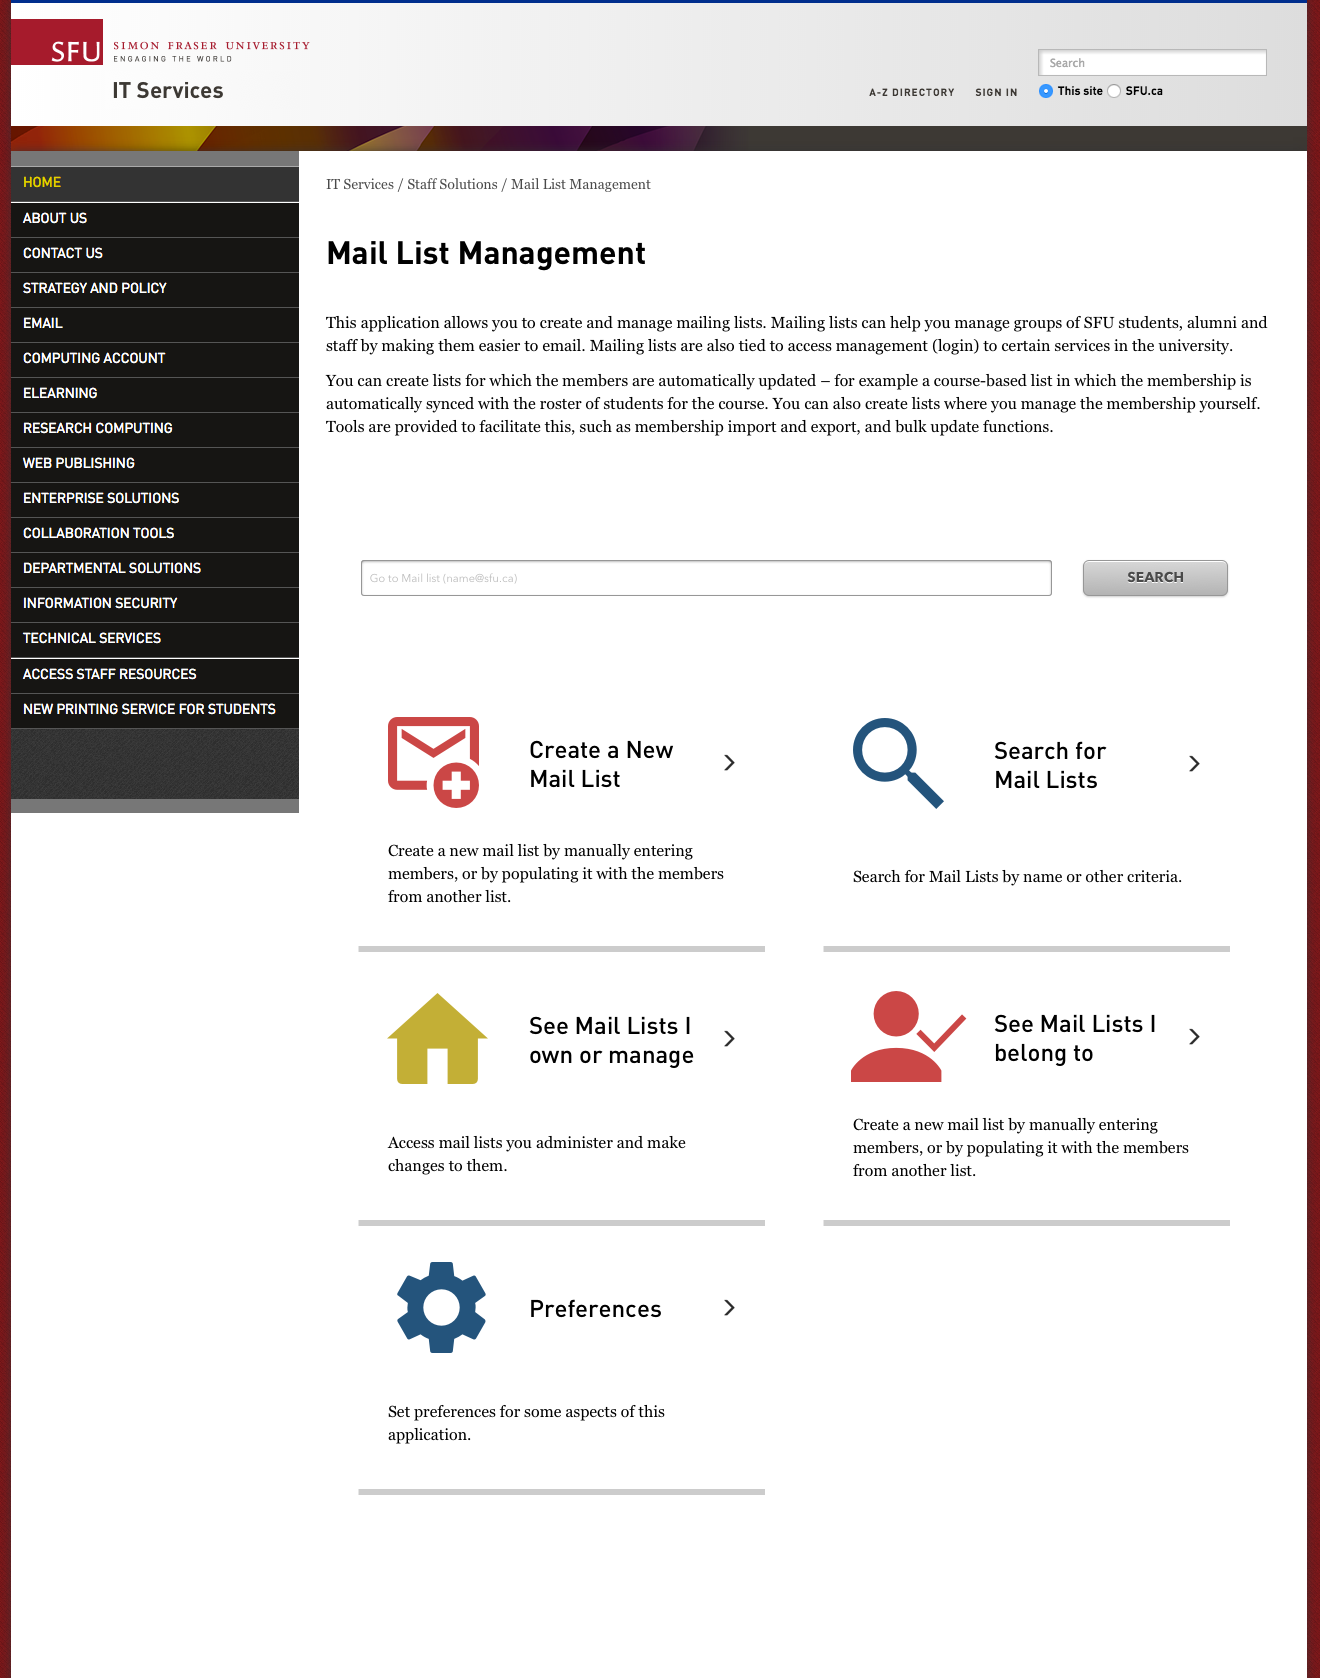 SFU
SIMON FRASER UNIVERSITY
ENGAGING THE WORLD
IT Services
Search
A-Z DIRECTORY
SIGN IN
This site
SFU.ca
HOME
ABOUT US
CONTACT US
STRATEGY AND POLICY
EMAIL
COMPUTING ACCOUNT
ELEARNING
RESEARCH COMPUTING
WEB PUBLISHING
ENTERPRISE SOLUTIONS
COLLABORATION TOOLS
DEPARTMENTAL SOLUTIONS
INFORMATION SECURITY
TECHNICAL SERVICES
ACCESS STAFF RESOURCES
NEW PRINTING SERVICE FOR STUDENTS
IT Services / Staff Solutions / Mail List Management
Mail List Management
This application allows you to create and manage mailing lists. Mailing lists can help you manage groups of SFU students, alumni and
staff by making them easier to email. Mailing lists are also tied to access management (login) to certain services in the university.
You can create lists for which the members are automatically updated – for example a course-based list in which the membership is
automatically synced with the roster of students for the course. You can also create lists where you manage the membership yourself.
Tools are provided to facilitate this, such as membership import and export, and bulk update functions.
Go to Mail list (name@sfu.ca)
SEARCH
Create a New
Mail List
Create a new mail list by manually entering
members, or by populating it with the members
from another list.
Search for
Mail Lists
Search for Mail Lists by name or other criteria.
See Mail Lists I
own or manage
Access mail lists you administer and make
changes to them.
See Mail Lists I
belong to
Create a new mail list by manually entering
members, or by populating it with the members
from another list.
Preferences
Set preferences for some aspects of this
application.